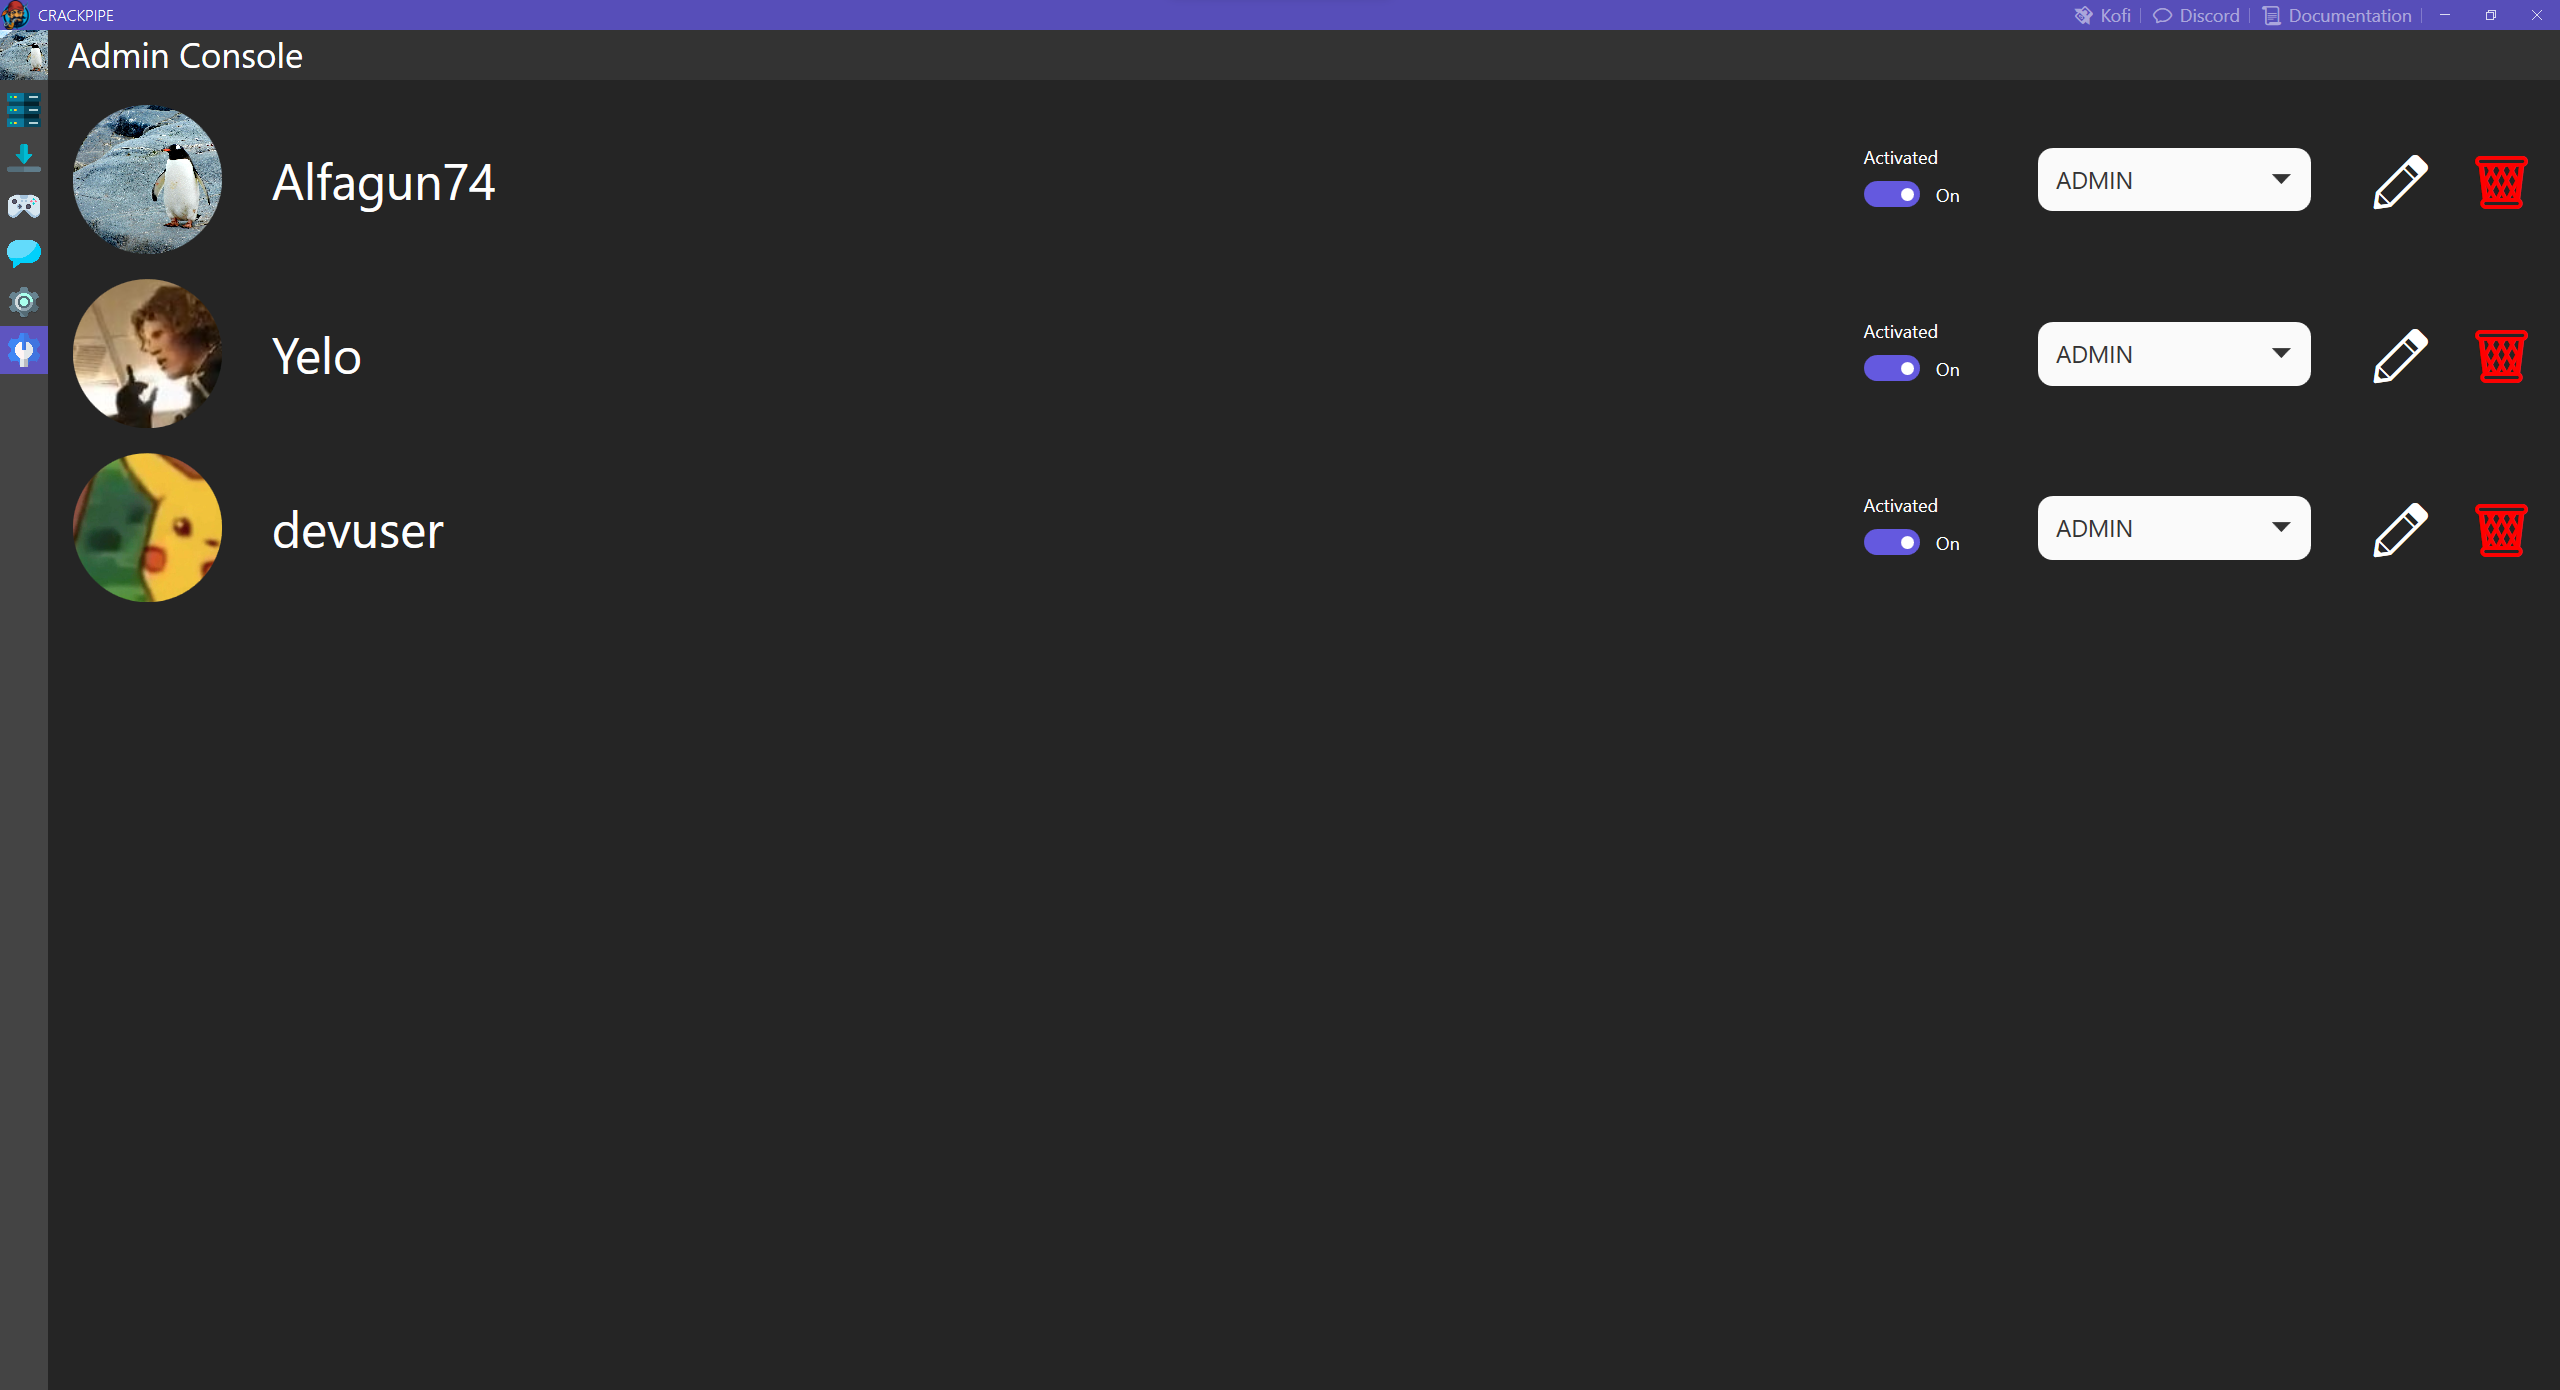 CRACKPIPE
Kofi
Discord
Documentation
Admin Console
Alfagun74
Activated
On
ADMIN
Yelo
Activated
On
ADMIN
devuser
Activated
On
ADMIN